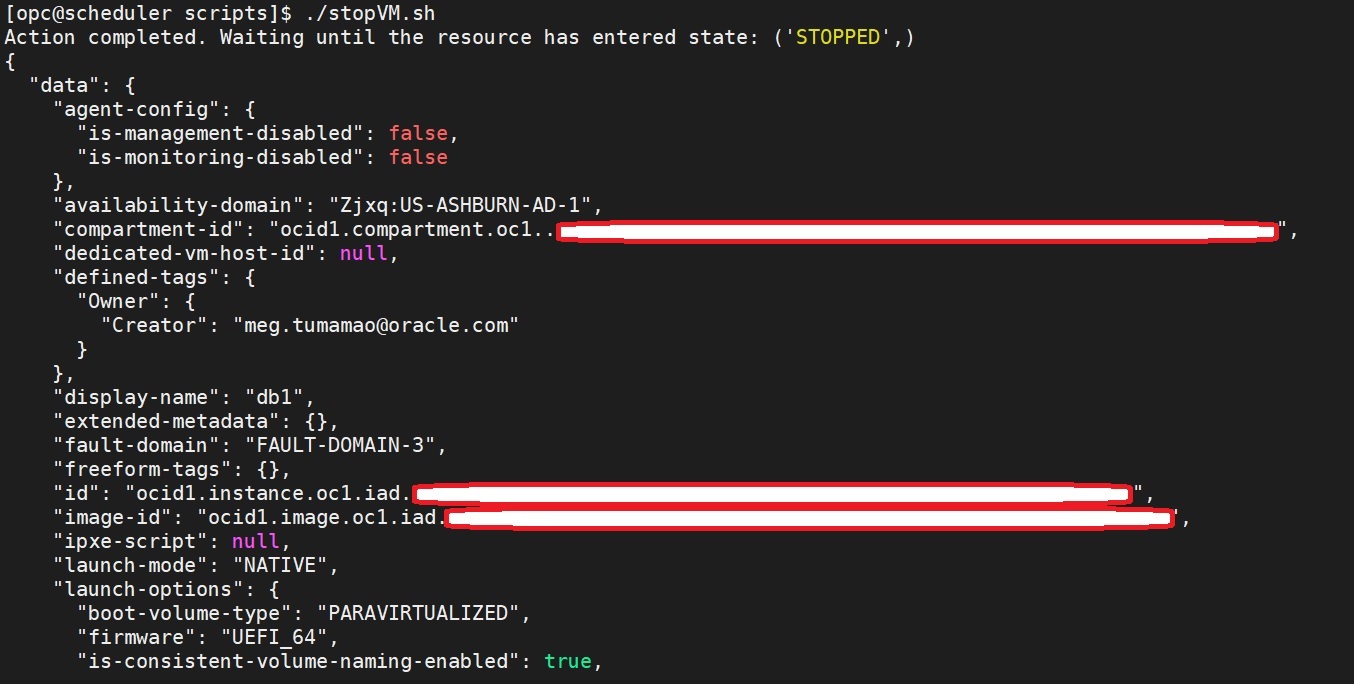 [opc@scheduler scripts]$ ./stopVM.sh
Action completed. Waiting until the resource has entered state: ('STOPPED',)
{
  "data": {
    "agent-config": {
      "is-management-disabled": false,
      "is-monitoring-disabled": false
    },
    "availability-domain": "Zjxq:US-ASHBURN-AD-1",
    "compartment-id": "ocid1.compartment.oc1..",
    "dedicated-vm-host-id": null,
    "defined-tags": {
      "Owner": {
        "Creator": "meg.tumamao@oracle.com"
      }
    },
    "display-name": "db1",
    "extended-metadata": {},
    "fault-domain": "FAULT-DOMAIN-3",
    "freeform-tags": {},
    "id": "ocid1.instance.oc1.iad.",
    "image-id": "ocid1.image.oc1.iad.",
    "ipxe-script": null,
    "launch-mode": "NATIVE",
    "launch-options": {
      "boot-volume-type": "PARAVIRTUALIZED",
      "firmware": "UEFI_64",
      "is-consistent-volume-naming-enabled": true,